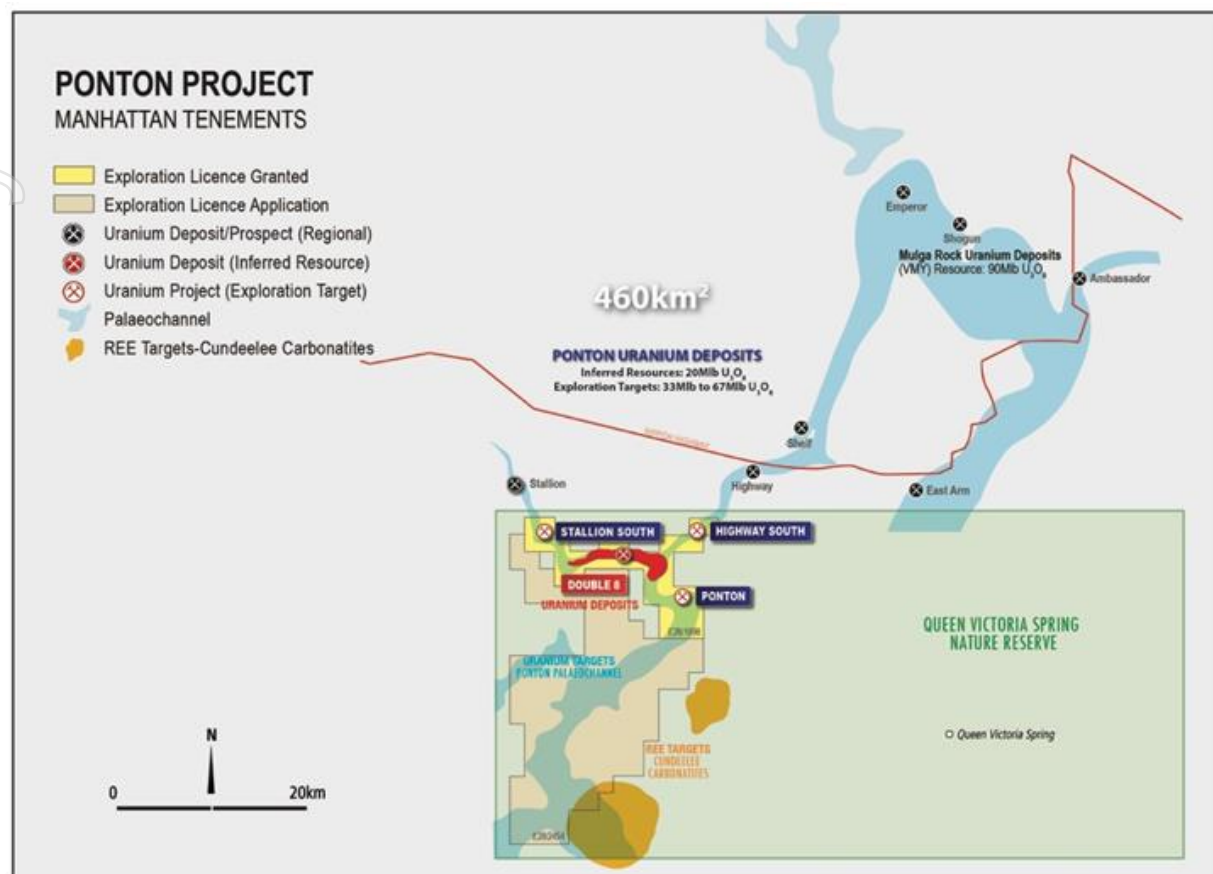 PONTON PROJECT
MANHATTAN TENEMENTS
Exploration Licence Granted
Exploration Licence Application
Uranium Deposit/Prospect (Regional)
Uranium Deposit (Inferred Resource)
Uranium Project (Exploration Target)
Palaeochannel
REE Targets-Cundeelee Carbonatites
Emperor
Shogun
Mulga Rock Uranium Deposits
(VMY) Resource: 90Mlb U₃O₈
Ambassador
460km²
PONTON URANIUM DEPOSITS
Inferred Resources: 20Mlb U₃O₈
Exploration Targets: 33Mlb to 67Mlb U₃O₈
Shelf
Highway
East Arm
Stallion
STALLION SOUTH
HIGHWAY SOUTH
DOUBLE 8
URANIUM DEPOSITS
PONTON
QUEEN VICTORIA SPRING
NATURE RESERVE
URANIUM TARGETS
PONTON PALAEOCHANNEL
REE TARGETS
CUNDEELEE
CARBONATITES
Queen Victoria Spring
N
0
20km